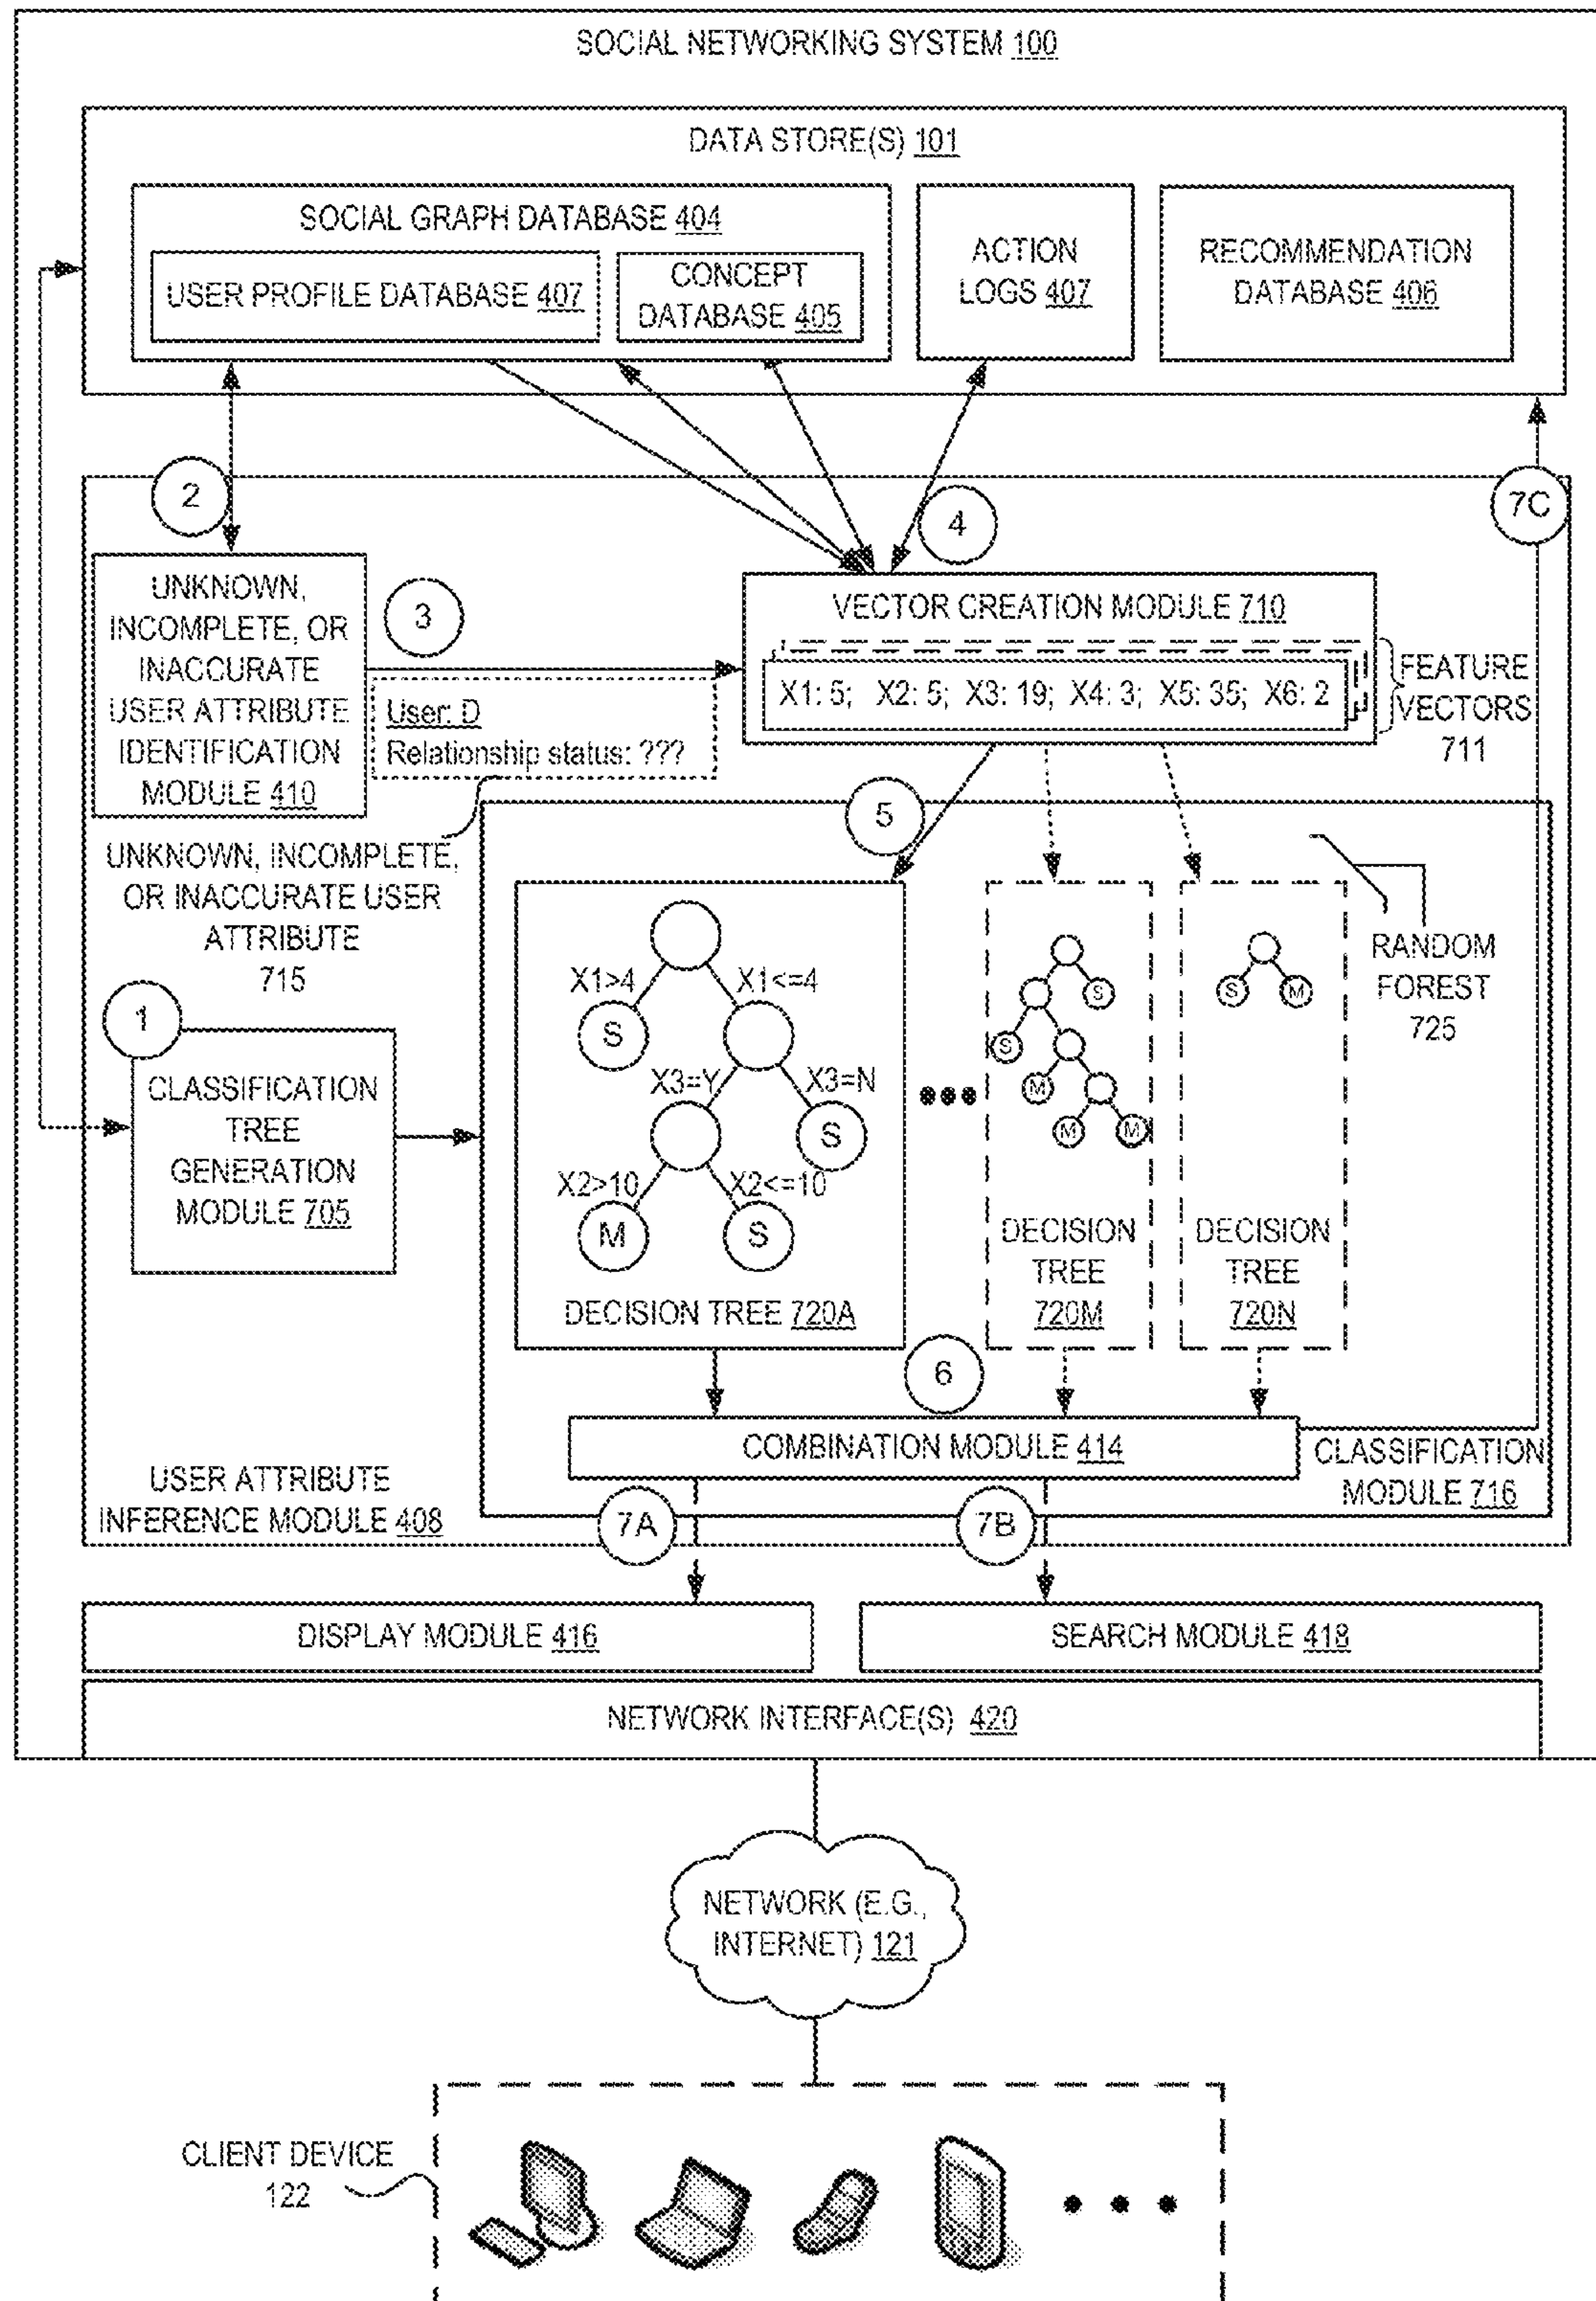 SOCIAL NETWORKING SYSTEM 100
DATA STORE(S) 101
SOCIAL GRAPH DATABASE 404
USER PROFILE DATABASE 407
CONCEPT
DATABASE 405
ACTION
LOGS 407
RECOMMENDATION
DATABASE 406
2
4
7C
UNKNOWN,
INCOMPLETE, OR
INACCURATE
USER ATTRIBUTE
IDENTIFICATION
MODULE 410
3
User: D
Relationship status: ???
VECTOR CREATION MODULE 710
X1: 5; X2: 5; X3: 19; X4: 3; X5: 35; X6: 2
FEATURE
VECTORS
711
UNKNOWN, INCOMPLETE,
OR INACCURATE USER
ATTRIBUTE
715
5
1
CLASSIFICATION
TREE
GENERATION
MODULE 705
X1>4
X1<=4
S
X3=Y
X3=N
S
X2>10
X2<=10
M
S
DECISION TREE 720A
S
S
M
M
M
DECISION
TREE
720M
S
M
DECISION
TREE
720N
RANDOM
FOREST
725
6
COMBINATION MODULE 414
CLASSIFICATION
MODULE 716
USER ATTRIBUTE
INFERENCE MODULE 408
7A
7B
DISPLAY MODULE 416
SEARCH MODULE 418
NETWORK INTERFACE(S) 420
NETWORK (E.G.,
INTERNET) 121
CLIENT DEVICE
122